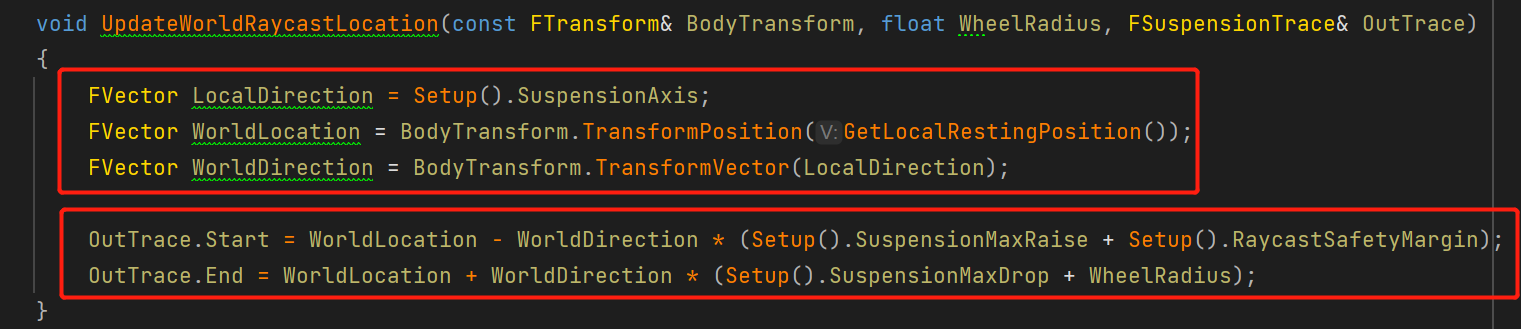 void UpdateWorldRaycastLocation(const FTransform& BodyTransform, float WheelRadius, FSuspensionTrace& OutTrace)
{
FVector LocalDirection = Setup().SuspensionAxis;
FVector WorldLocation = BodyTransform.TransformPosition(V:GetLocalRestingPosition());
FVector WorldDirection = BodyTransform.TransformVector(LocalDirection);
OutTrace.Start = WorldLocation - WorldDirection * (Setup().SuspensionMaxRaise + Setup().RaycastSafetyMargin);
OutTrace.End = WorldLocation + WorldDirection * (Setup().SuspensionMaxDrop + WheelRadius);
}